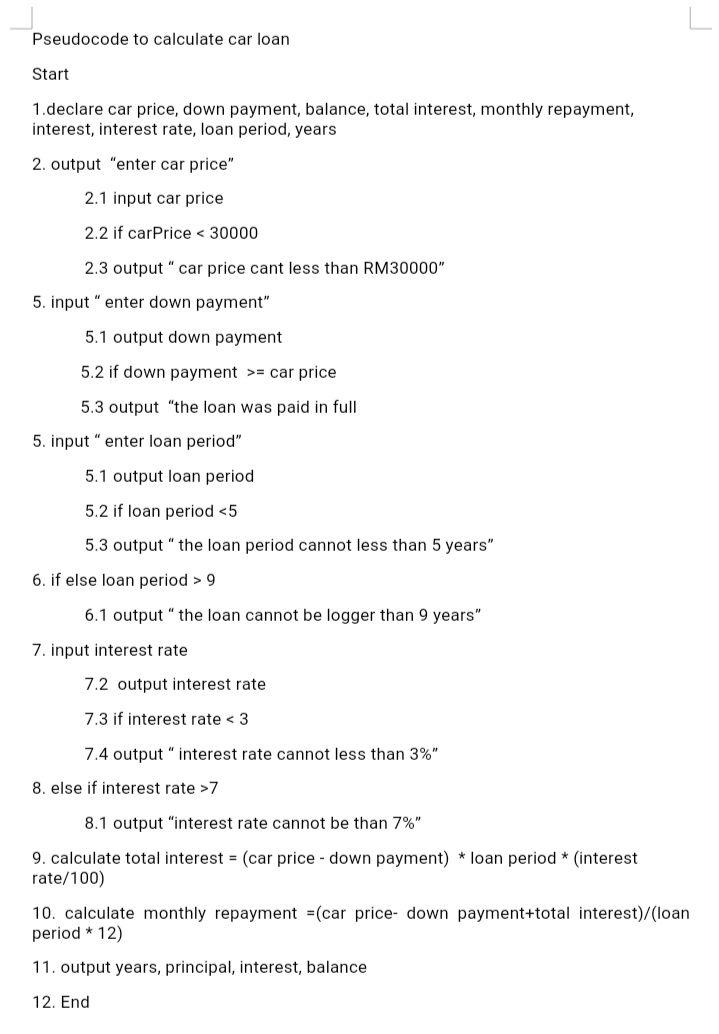 Pseudocode to calculate car loan
Start
1.declare car price, down payment, balance, total interest, monthly repayment,
interest, interest rate, loan period, years
2. output  “enter car price”
2.1 input car price
2.2 if carPrice < 30000
2.3 output “ car price cant less than RM30000”
5. input “ enter down payment”
5.1 output down payment
5.2 if down payment  >= car price
5.3 output  “the loan was paid in full
5. input “ enter loan period”
5.1 output loan period
5.2 if loan period <5
5.3 output “ the loan period cannot less than 5 years”
6. if else loan period > 9
6.1 output “ the loan cannot be logger than 9 years”
7. input interest rate
7.2  output interest rate
7.3 if interest rate < 3
7.4 output “ interest rate cannot less than 3%”
8. else if interest rate >7
8.1 output “interest rate cannot be than 7%”
9. calculate total interest = (car price - down payment)  * loan period * (interest
rate/100)
10. calculate monthly repayment =(car price- down payment+total interest)/(loan
period * 12)
11. output years, principal, interest, balance
12. End